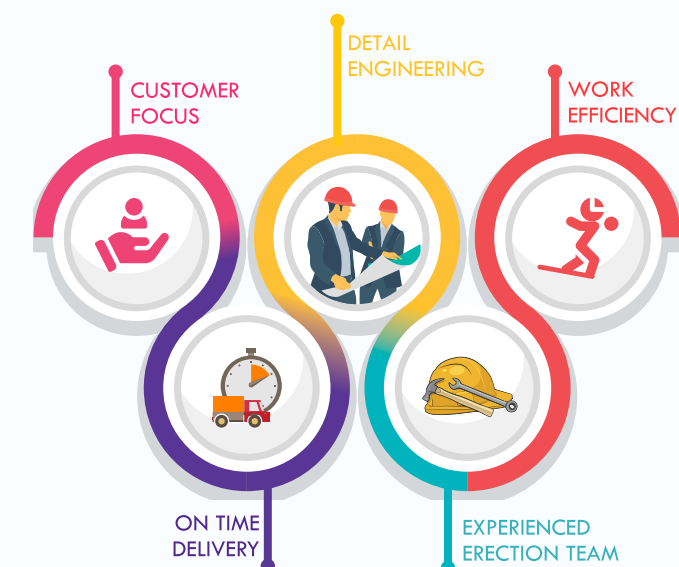 DETAIL
ENGINEERING
CUSTOMER
FOCUS
WORK
EFFICIENCY
ON TIME
DELIVERY
EXPERIENCED
ERECTION TEAM